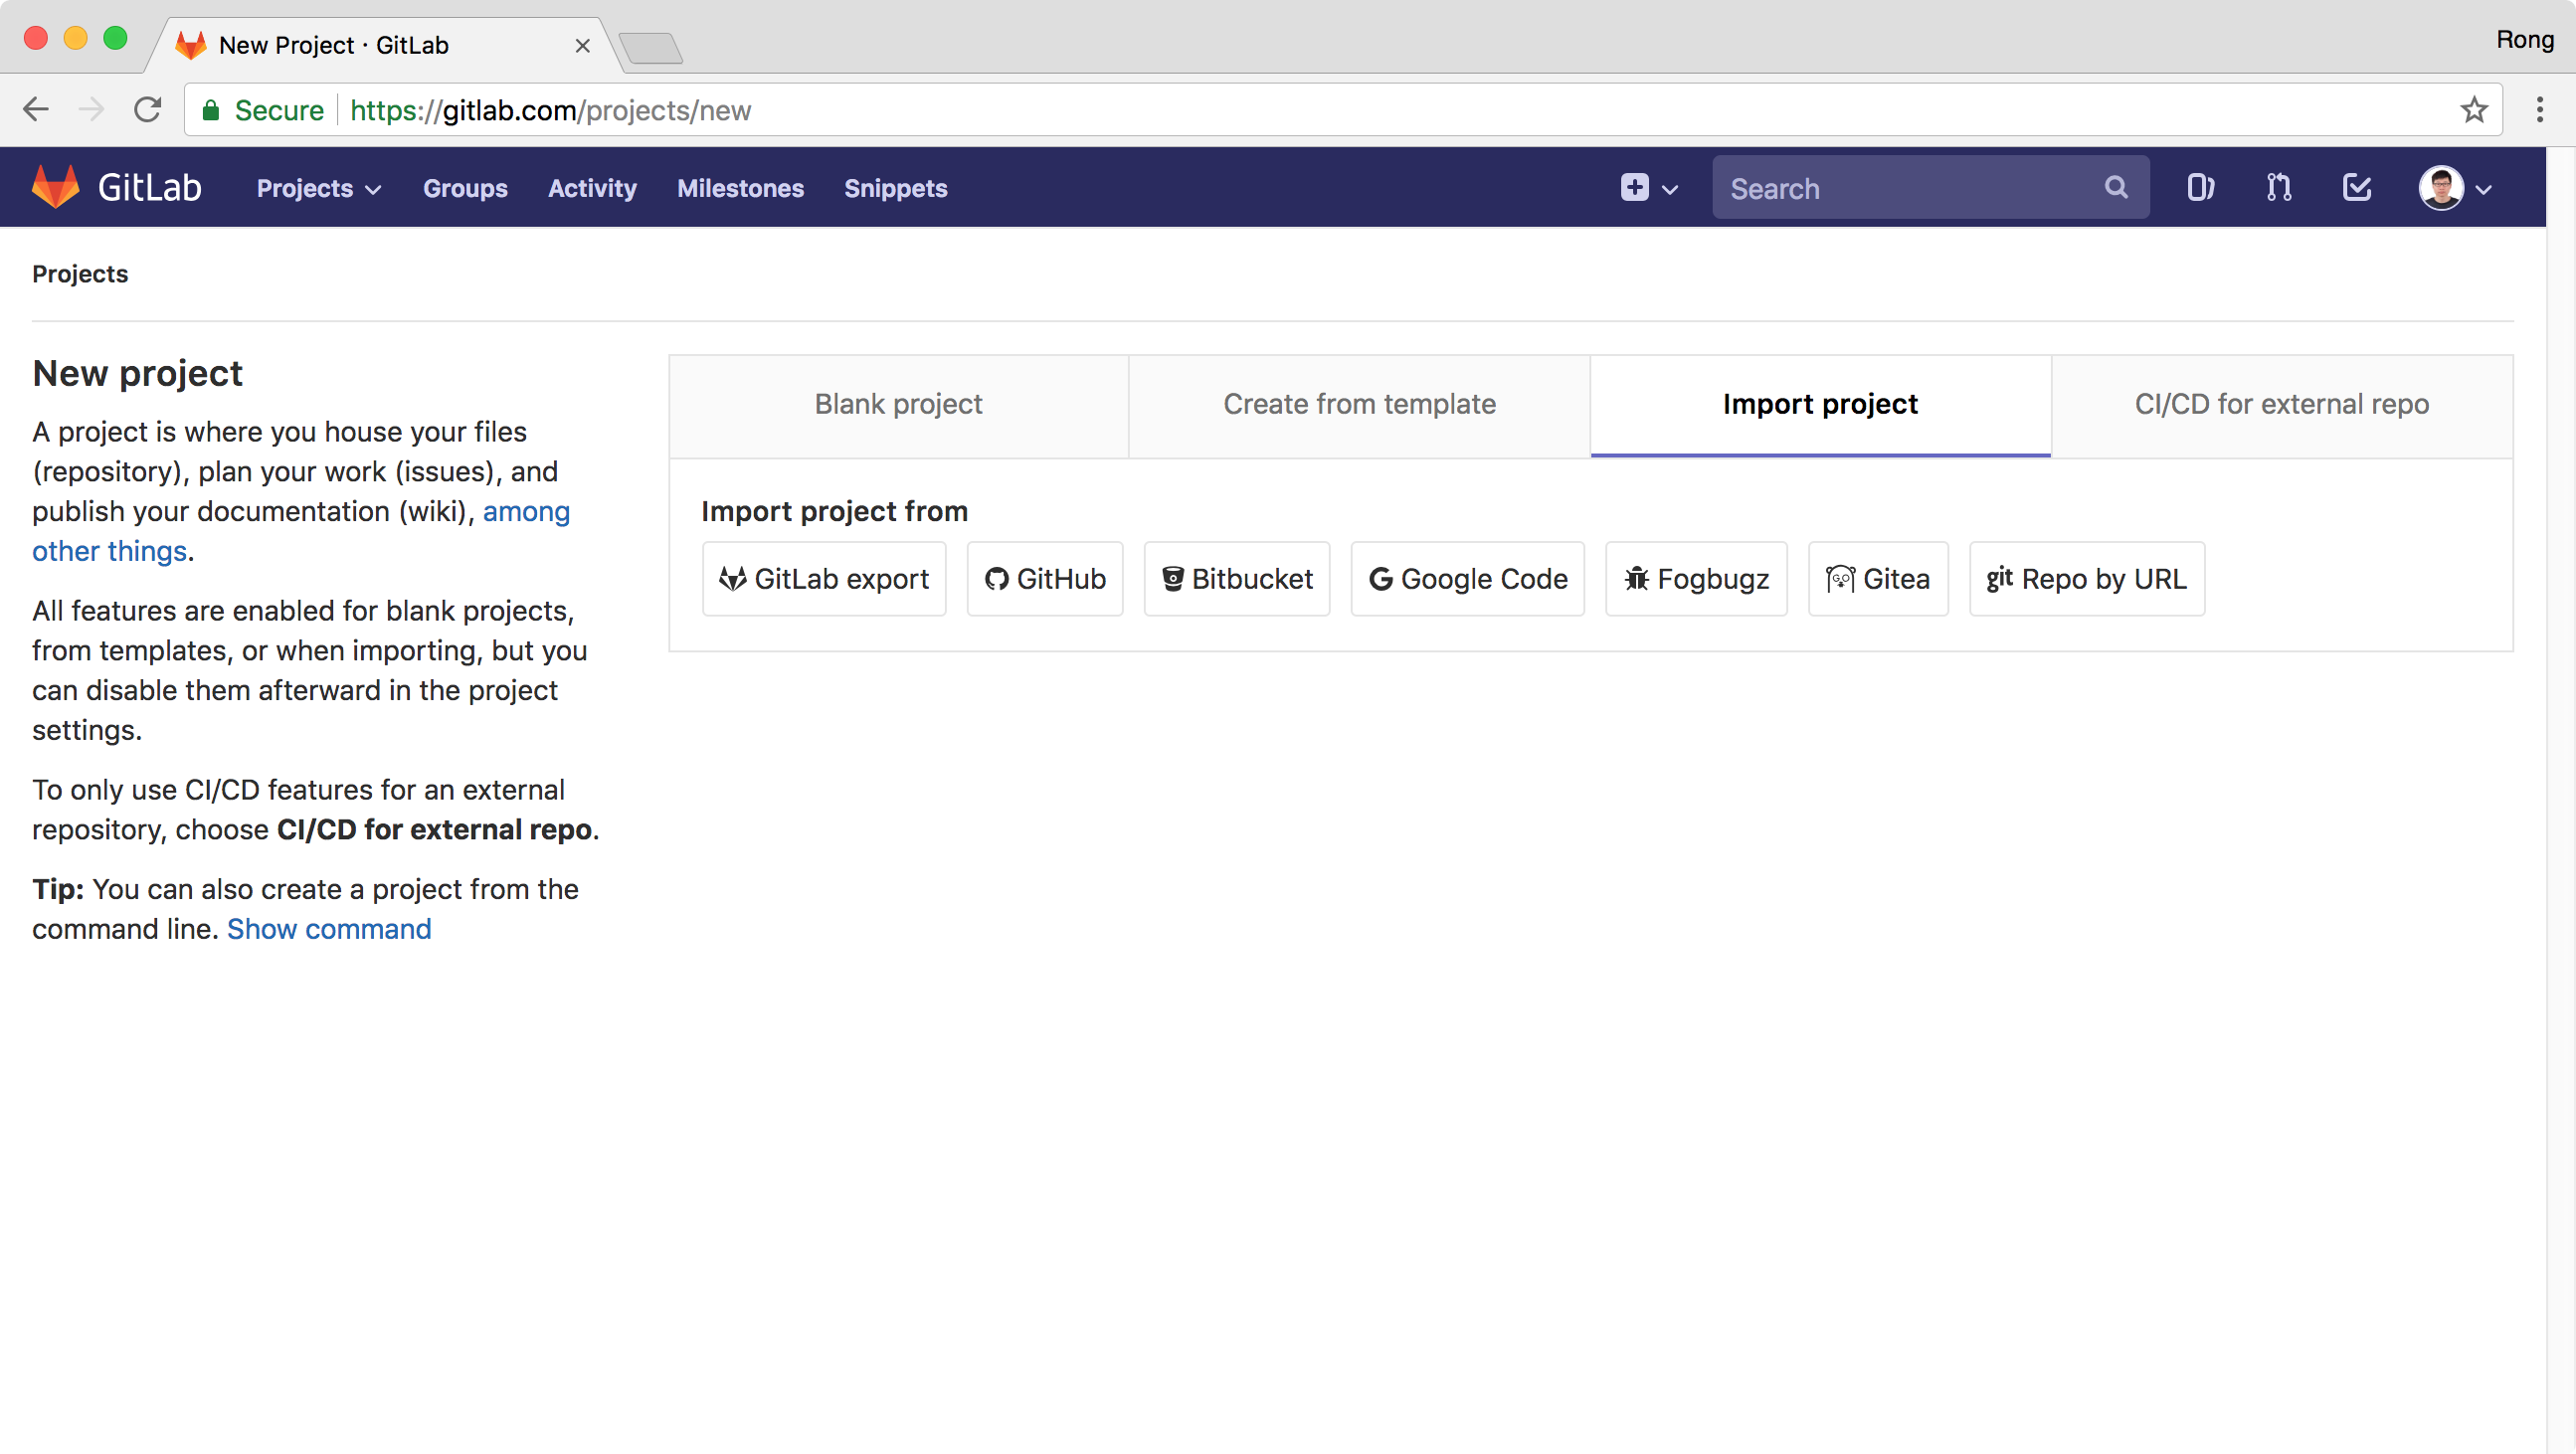 New Project · GitLab
Rong
Secure https://gitlab.com/projects/new
GitLab Projects Groups Activity Milestones Snippets Search
Projects
New project
A project is where you house your files
(repository), plan your work (issues), and
publish your documentation (wiki), among
other things.
All features are enabled for blank projects,
from templates, or when importing, but you
can disable them afterward in the project
settings.
To only use CI/CD features for an external
repository, choose CI/CD for external repo.
Tip: You can also create a project from the
command line. Show command
Blank project Create from template Import project CI/CD for external repo
Import project from
GitLab export GitHub Bitbucket G Google Code Fogbugz GO Gitea git Repo by URL